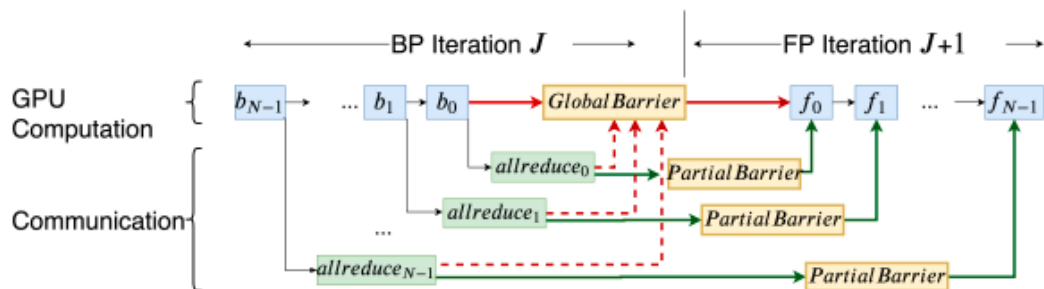 BP Iteration J
FP Iteration J+1
GPU Computation
b_{N-1}
...
b_1
b_0
Global Barrier
f_0
f_1
...
f_{N-1}
Communication
allreduce_0
Partial Barrier
allreduce_1
Partial Barrier
...
allreduce_{N-1}
Partial Barrier